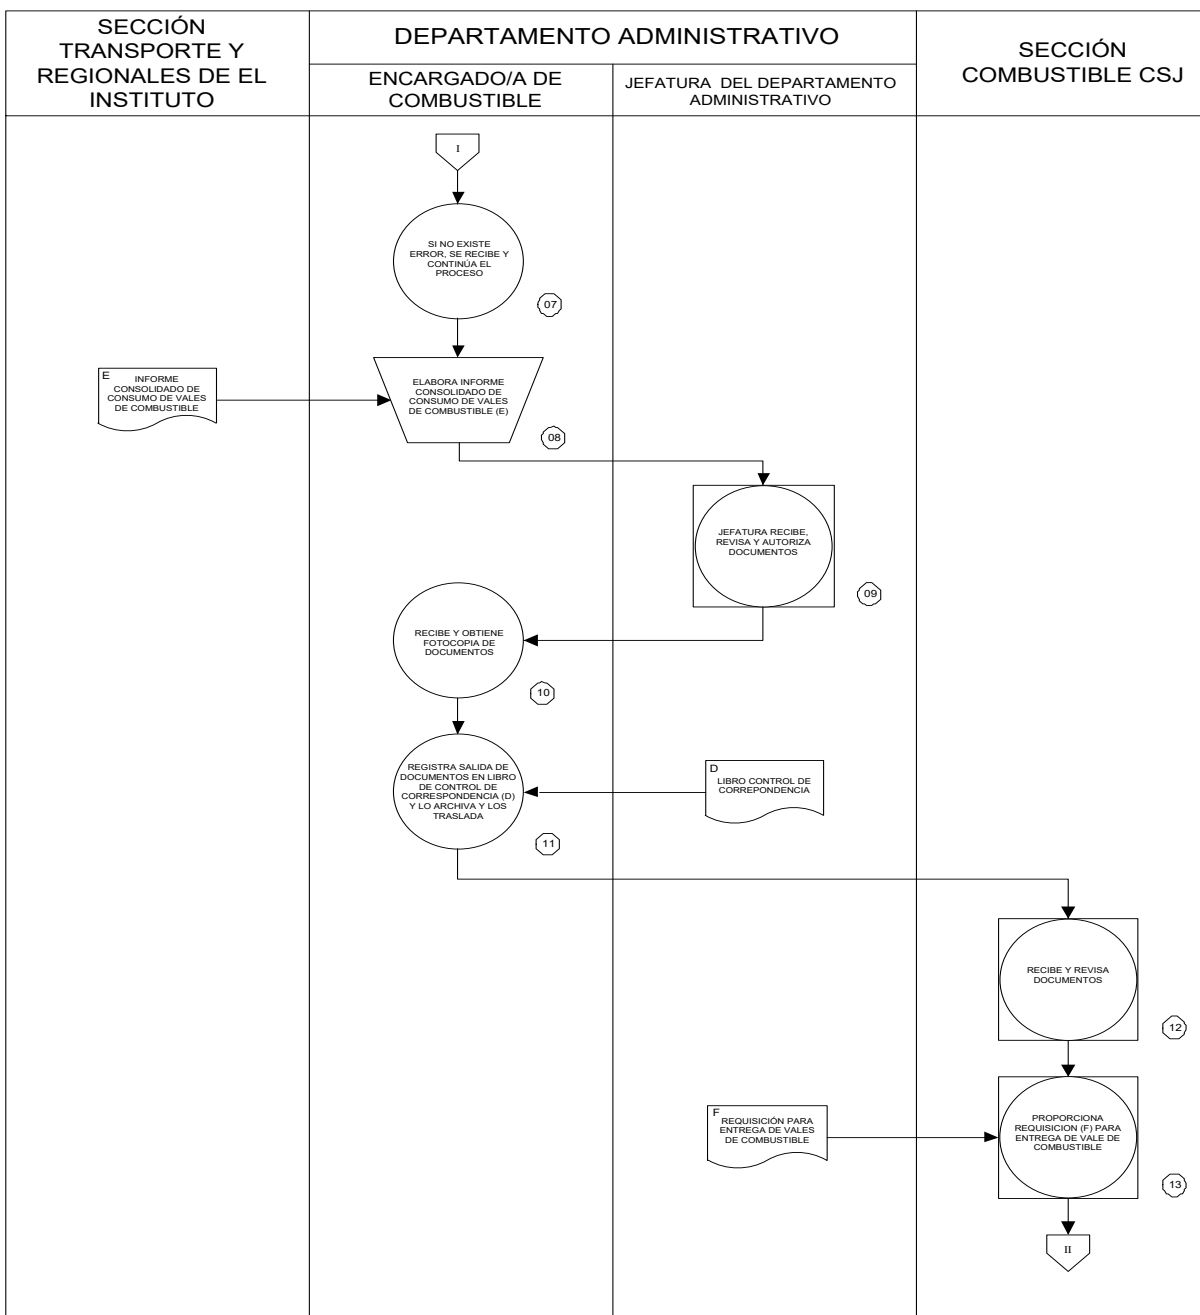 SECCIÓN
TRANSPORTE Y
REGIONALES DE EL
INSTITUTO
DEPARTAMENTO ADMINISTRATIVO
ENCARGADO/A DE
COMBUSTIBLE
JEFATURA DEL DEPARTAMENTO
ADMINISTRATIVO
SECCIÓN
COMBUSTIBLE CSJ
I
SI NO EXISTE
ERROR, SE RECIBE Y
CONTINÚA EL
PROCESO
07
E
INFORME
CONSOLIDADO DE
CONSUMO DE VALES
DE COMBUSTIBLE
ELABORA INFORME
CONSOLIDADO DE
CONSUMO DE VALES
DE COMBUSTIBLE (E)
08
JEFATURA RECIBE,
REVISA Y AUTORIZA
DOCUMENTOS
09
RECIBE Y OBTIENE
FOTOCOPIA DE
DOCUMENTOS
10
REGISTRA SALIDA DE
DOCUMENTOS EN LIBRO
DE CONTROL DE
CORRESPONDENCIA (D)
Y LO ARCHIVA Y LOS
TRASLADA
11
D
LIBRO CONTROL DE
CORREPONDENCIA
RECIBE Y REVISA
DOCUMENTOS
12
F
REQUISICIÓN PARA
ENTREGA DE VALES
DE COMBUSTIBLE
PROPORCIONA
REQUISICION (F) PARA
ENTREGA DE VALE DE
COMBUSTIBLE
13
II